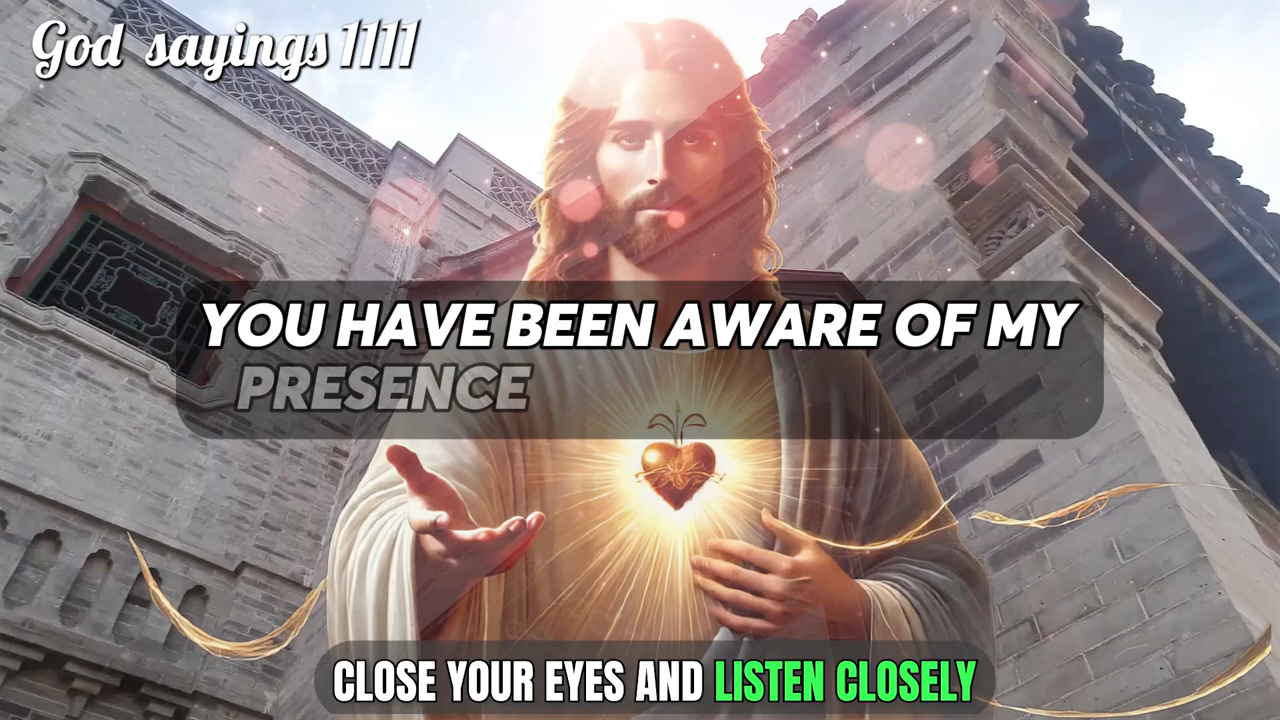 God sayings 1111
YOU HAVE BEEN AWARE OF MY
PRESENCE
CLOSE YOUR EYES AND LISTEN CLOSELY